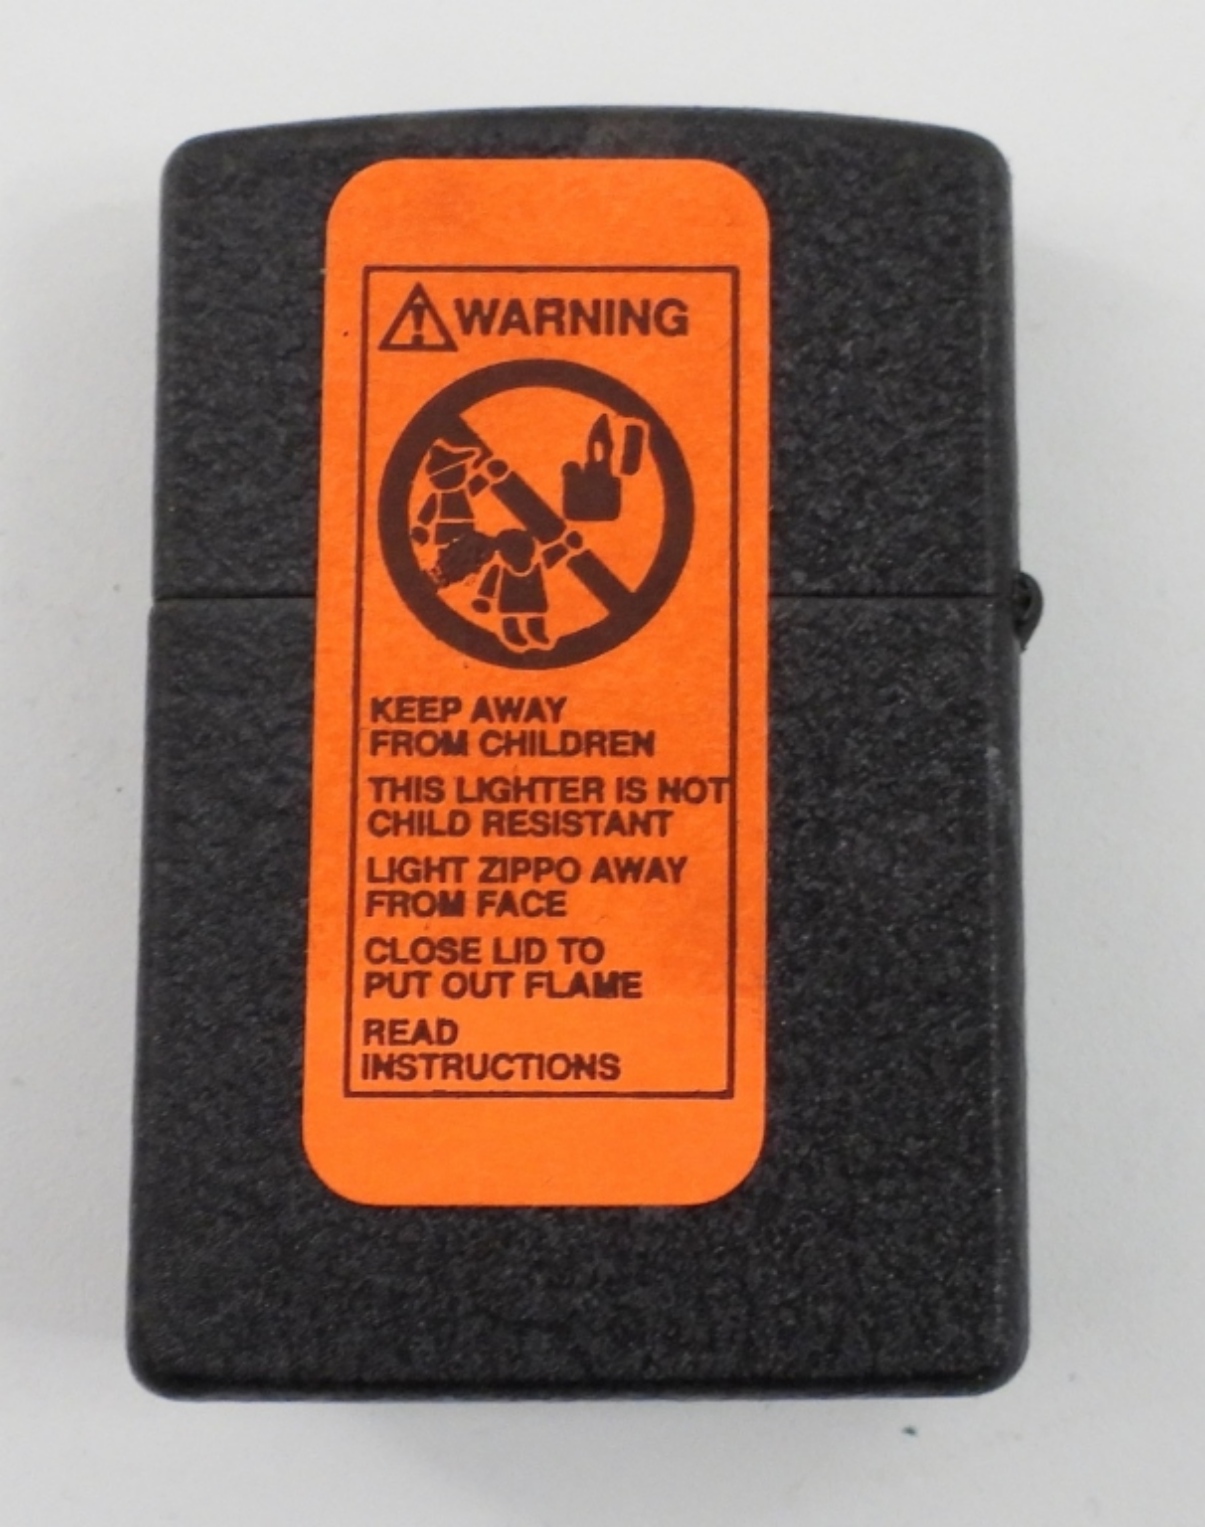 WARNING
KEEP AWAY
FROM CHILDREN
THIS LIGHTER IS NOT
CHILD RESISTANT
LIGHT ZIPPO AWAY
FROM FACE
CLOSE LID TO
PUT OUT FLAME
READ
INSTRUCTIONS